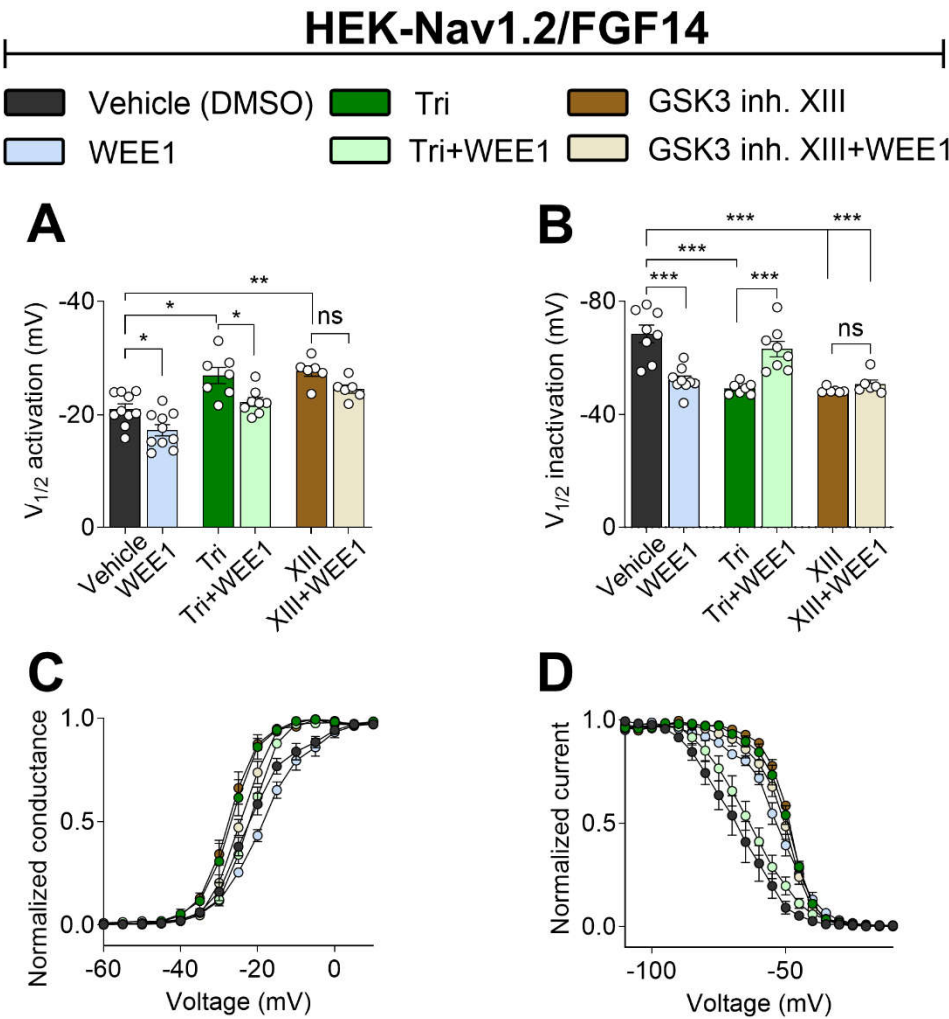 HEK-Nav1.2/FGF14
Vehicle (DMSO) Tri GSK3 inh. XIII
WEE1 Tri+WEE1 GSK3 inh. XIII+WEE1
A
V1/2 activation (mV)
-40
-20
0
* * * ** ns
Vehicle WEE1 Tri Tri+WEE1 XIII XIII+WEE1
B
V1/2 inactivation (mV)
-80
-40
0
*** *** *** *** *** ns
Vehicle WEE1 Tri Tri+WEE1 XIII XIII+WEE1
C
Normalized conductance
1.0
0.5
0.0
-60 -40 -20 0
Voltage (mV)
D
Normalized current
1.0
0.5
0.0
-100 -50
Voltage (mV)